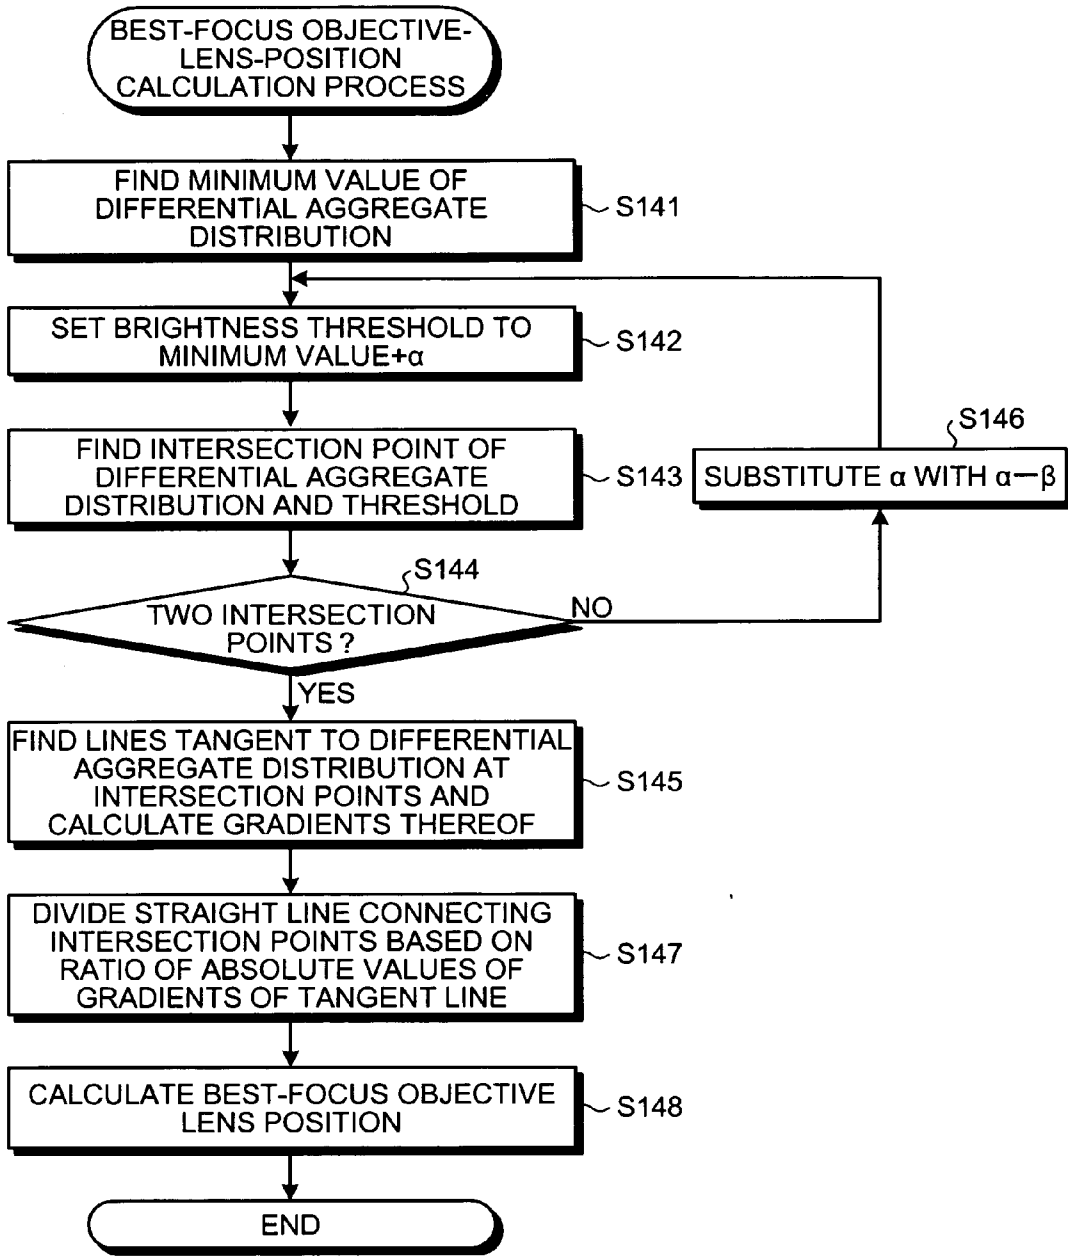 BEST-FOCUS OBJECTIVE-
LENS-POSITION
CALCULATION PROCESS
FIND MINIMUM VALUE OF
DIFFERENTIAL AGGREGATE
DISTRIBUTION
S141
SET BRIGHTNESS THRESHOLD TO
MINIMUM VALUE+α
S142
FIND INTERSECTION POINT OF
DIFFERENTIAL AGGREGATE
DISTRIBUTION AND THRESHOLD
S143
S146
SUBSTITUTE α WITH α—β
S144
TWO INTERSECTION
POINTS ?
NO
YES
FIND LINES TANGENT TO DIFFERENTIAL
AGGREGATE DISTRIBUTION AT
INTERSECTION POINTS AND
CALCULATE GRADIENTS THEREOF
S145
DIVIDE STRAIGHT LINE CONNECTING
INTERSECTION POINTS BASED ON
RATIO OF ABSOLUTE VALUES OF
GRADIENTS OF TANGENT LINE
S147
CALCULATE BEST-FOCUS OBJECTIVE
LENS POSITION
S148
END